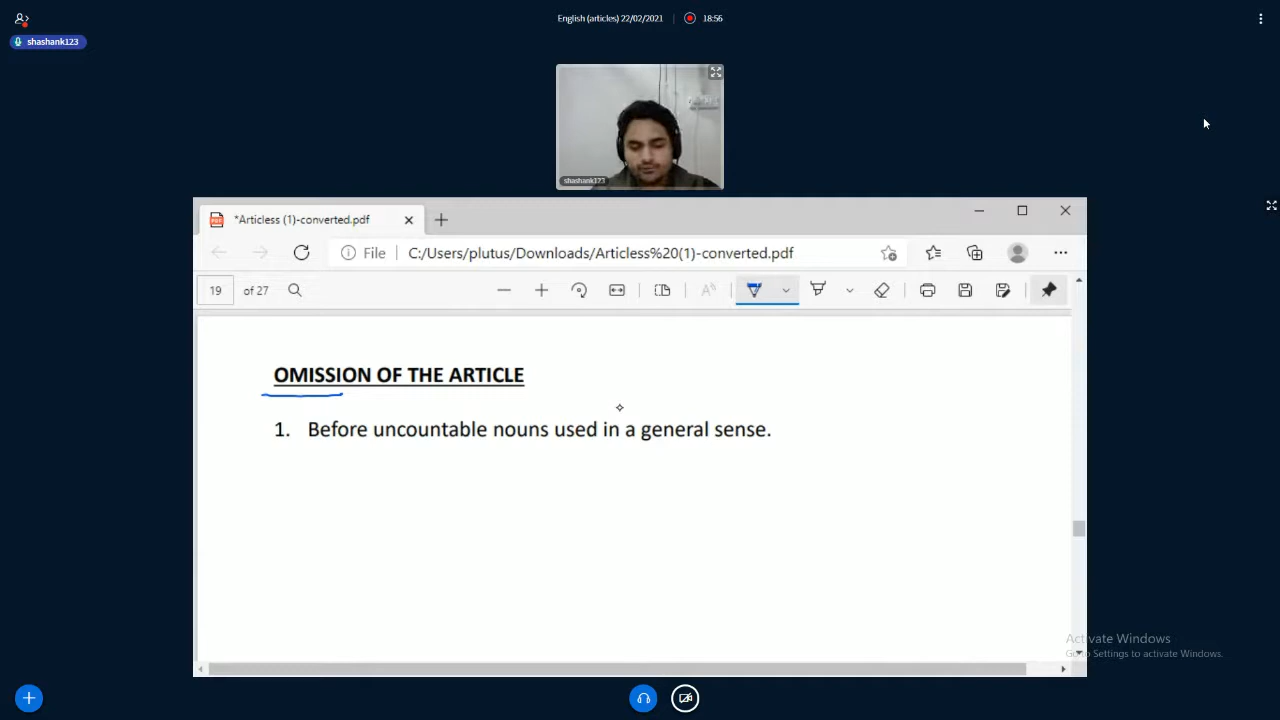 English (articles) 22/02/2021 18:56
shashank123
shashank123
*Articless (1)-converted.pdf
File C:/Users/plutus/Downloads/Articless%20(1)-converted.pdf
19 of 27
OMISSION OF THE ARTICLE
1. Before uncountable nouns used in a general sense.
Activate Windows
Go to Settings to activate Windows.